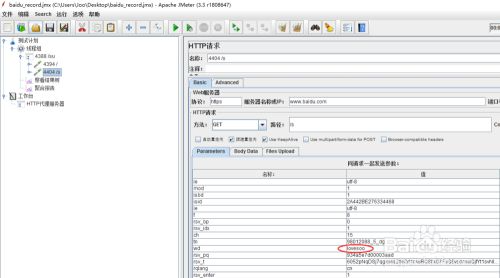 baidu_record.jmx (C:\Users\Joo\Desktop\baidu_record.jmx) - Apache JMeter (3.3 r1808647)
文件 编辑 Search 运行 选项 帮助
测试计划
线程组
4388 /su
4394 /
4404 /s
察看结果树
聚合报告
工作台
HTTP代理服务器
HTTP请求
名称: 4404 /s
注释:
Basic Advanced
Web服务器
协议: https 服务器名称或IP: www.baidu.com 端口号
HTTP请求
方法: GET 路径: /s
自动重定向 跟随重定向 Use KeepAlive Use multipart/form-data for POST Browser-compatible headers
Parameters Body Data Files Upload
同请求一起发送参数:
名称: 值
ie utf-8
mod 1
isbd 1
isid
ie utf-8
f 8
rsv_bp 0
rsv_idx 1
ch 15
tn 98012088_5_dg
wd
rsv_pq
rsv_t
rqlang cn
rsv_enter 1
Baidu 经验